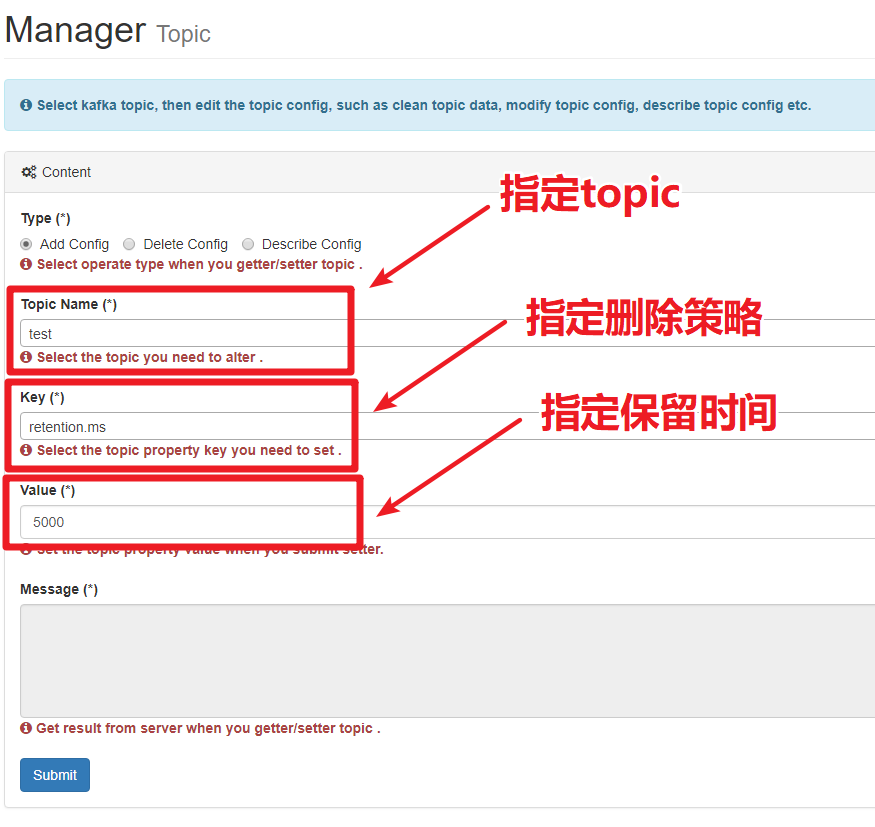 Manager Topic
Select kafka topic, then edit the topic config, such as clean topic data, modify topic config, describe topic config etc.
Content
指定topic
Type (*)
Add Config Delete Config Describe Config
Select operate type when you getter/setter topic .
Topic Name (*)
指定删除策略
test
Select the topic you need to alter .
Key (*)
指定保留时间
retention.ms
Select the topic property key you need to set .
Value (*)
5000
Set the topic property value when you submit setter.
Message (*)
Get result from server when you getter/setter topic .
Submit